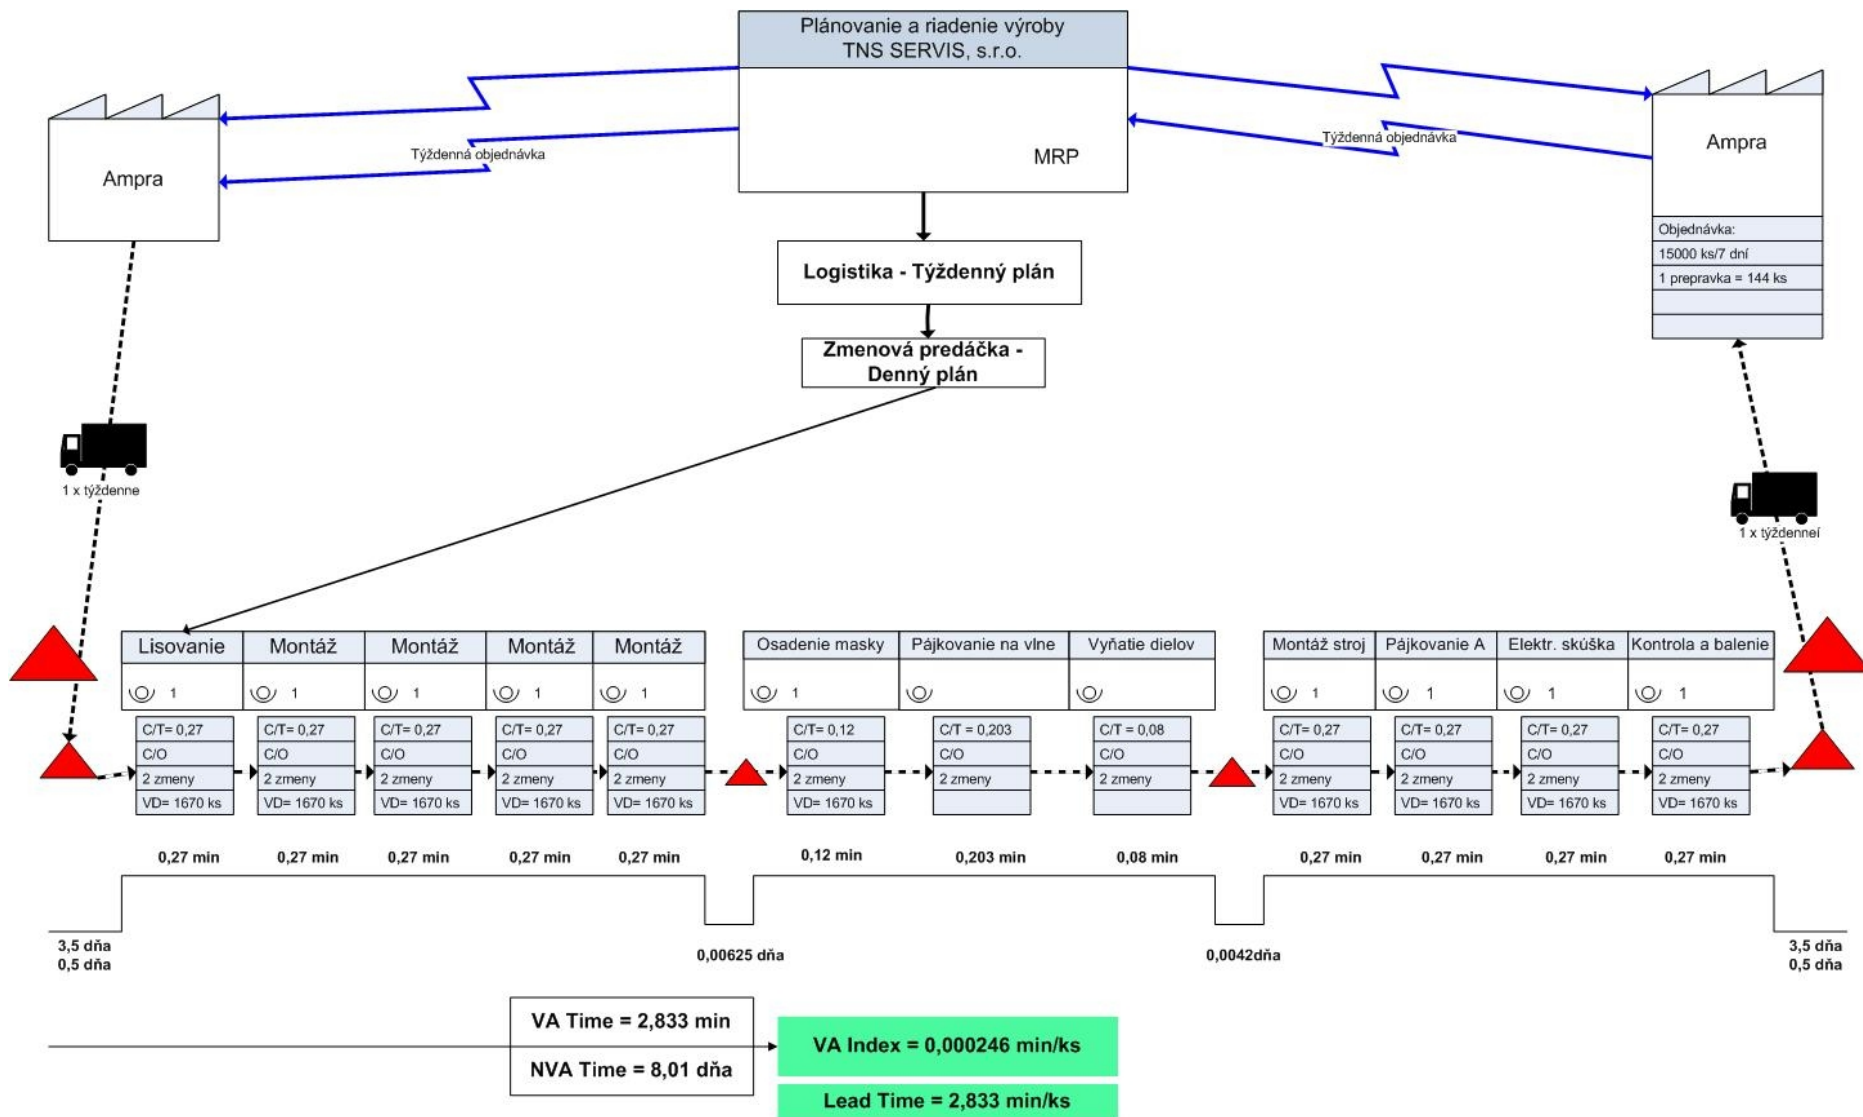 Plánovanie a riadenie výroby
TNS SERVIS, s.r.o.
MRP
Ampra
Týždenná objednávka
Týždenná objednávka
Ampra
Objednávka:
15000 ks/7 dní
1 prepravka = 144 ks
Logistika - Týždenný plán
Zmenová predáčka -
Denný plán
1 x týždenne
1 x týždenneí
Lisovanie
Montáž
Montáž
Montáž
Montáž
Osadenie masky
Pájkovanie na vlne
Vyňatie dielov
Montáž stroj
Pájkovanie A
Elektr. skúška
Kontrola a balenie
1
1
1
1
1
1
1
1
1
1
C/T= 0,27
C/O
2 zmeny
VD= 1670 ks
C/T= 0,27
C/O
2 zmeny
VD= 1670 ks
C/T= 0,27
C/O
2 zmeny
VD= 1670 ks
C/T= 0,27
C/O
2 zmeny
VD= 1670 ks
C/T= 0,27
C/O
2 zmeny
VD= 1670 ks
C/T= 0,12
C/O
2 zmeny
VD= 1670 ks
C/T = 0,203
C/O
2 zmeny
C/T = 0,08
C/O
2 zmeny
C/T= 0,27
C/O
2 zmeny
VD= 1670 ks
C/T= 0,27
C/O
2 zmeny
VD= 1670 ks
C/T= 0,27
C/O
2 zmeny
VD= 1670 ks
C/T= 0,27
C/O
2 zmeny
VD= 1670 ks
0,27 min
0,27 min
0,27 min
0,27 min
0,27 min
0,12 min
0,203 min
0,08 min
0,27 min
0,27 min
0,27 min
0,27 min
3,5 dňa
0,5 dňa
0,00625 dňa
0,0042dňa
3,5 dňa
0,5 dňa
VA Time = 2,833 min
NVA Time = 8,01 dňa
VA Index = 0,000246 min/ks
Lead Time = 2,833 min/ks